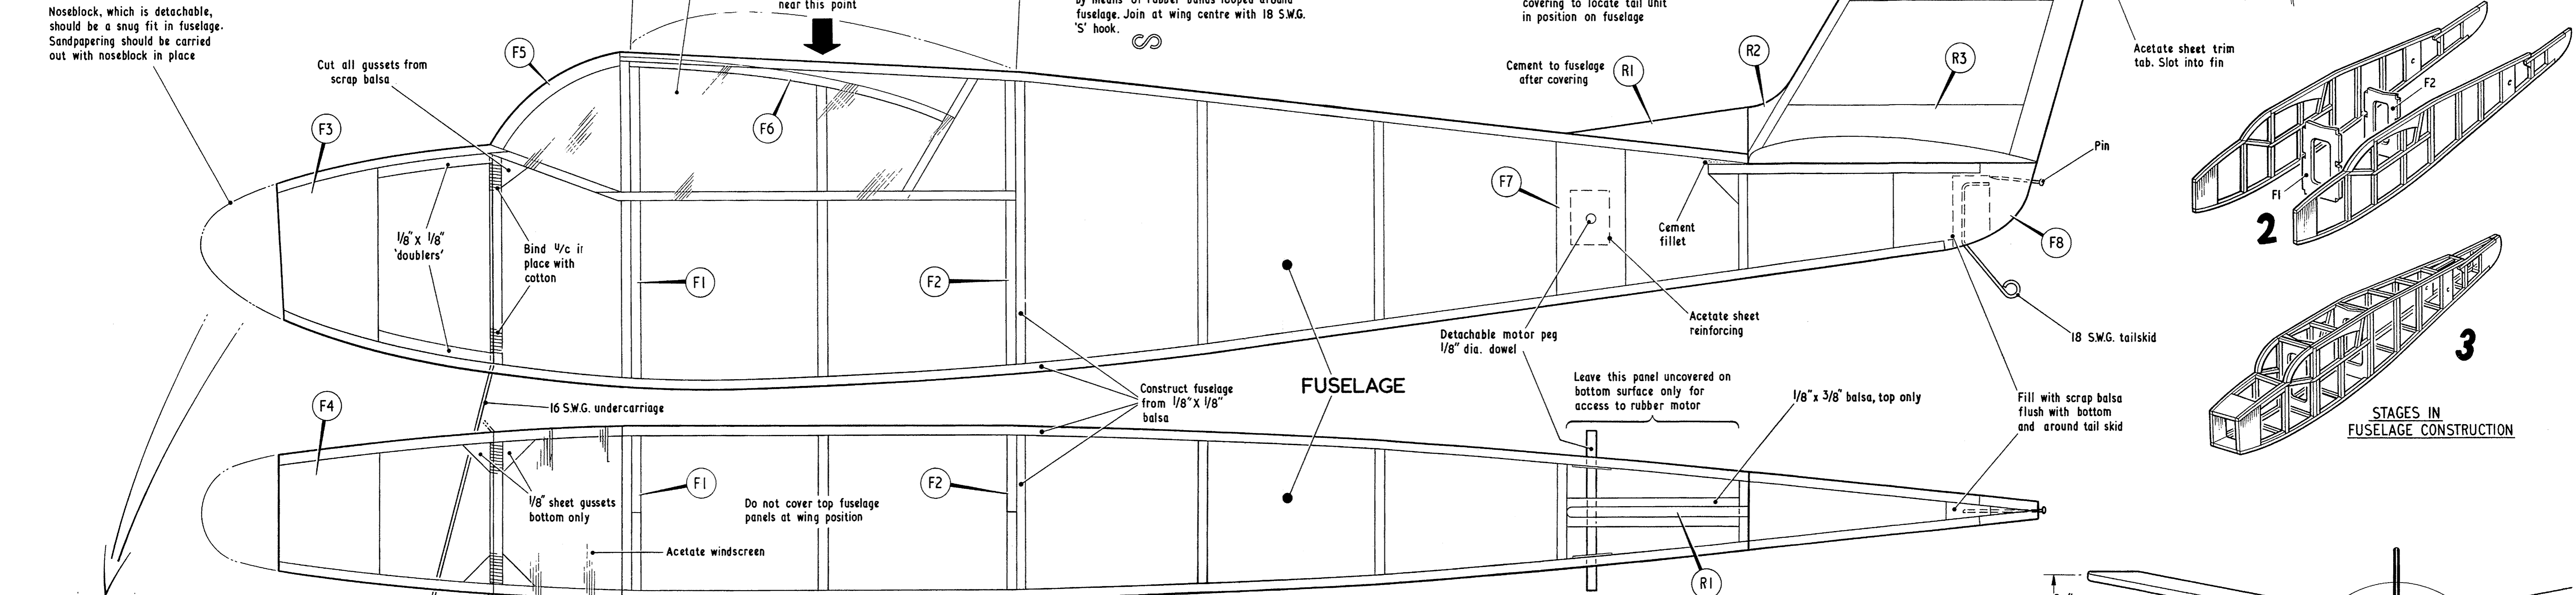 Noseblock, which is detachable,
should be a snug fit in fuselage.
Sandpapering should be carried
out with noseblock in place
near this point
fuselage. Join at wing centre with 18 S.W.G.
'S' hook.
covering to locate tail unit
in position on fuselage
Acetate sheet trim
tab. Slot into fin
Cut all gussets from
scrap balsa
F5
F3
F6
Cement to fuselage
after covering
R1
R2
R3
Pin
F2
F1
2
1/8" X 1/8"
'doublers'
Bind U/c
place with
cotton
F1
F2
F7
Cement
fillet
F8
Acetate sheet
reinforcing
Detachable motor peg
1/8" dia. dowel
18 S.W.G. tailskid
3
STAGES IN
FUSELAGE CONSTRUCTION
FUSELAGE
Construct fuselage
from 1/8" X 1/8"
balsa
16 S.W.G. undercarriage
Leave this panel uncovered on
bottom surface only for
access to rubber motor
1/8" x 3/8" balsa, top only
Fill with scrap balsa
flush with bottom
and around tail skid
F4
F1
F2
1/8" sheet gussets
bottom only
Do not cover top fuselage
panels at wing position
Acetate windscreen
R1